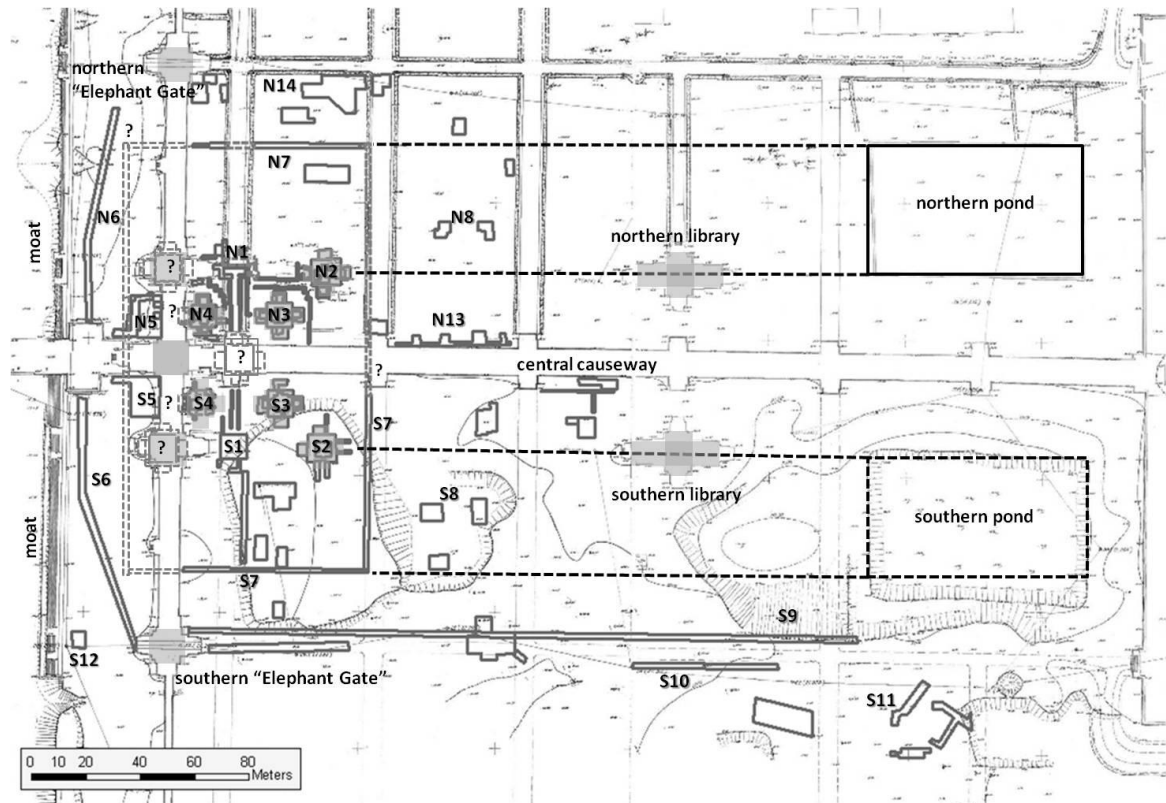 northern
“Elephant Gate”
N14
?
N7
N6
moat
N8
northern pond
northern library
N1
N2
?
N5
?
N4
N3
N13
?
central causeway
?
S5
?
S4
S3
S7
?
S1
S2
S6
S8
southern library
southern pond
moat
S7
S9
S12
southern “Elephant Gate”
S10
S11
0 10 20 40 60 80
Meters